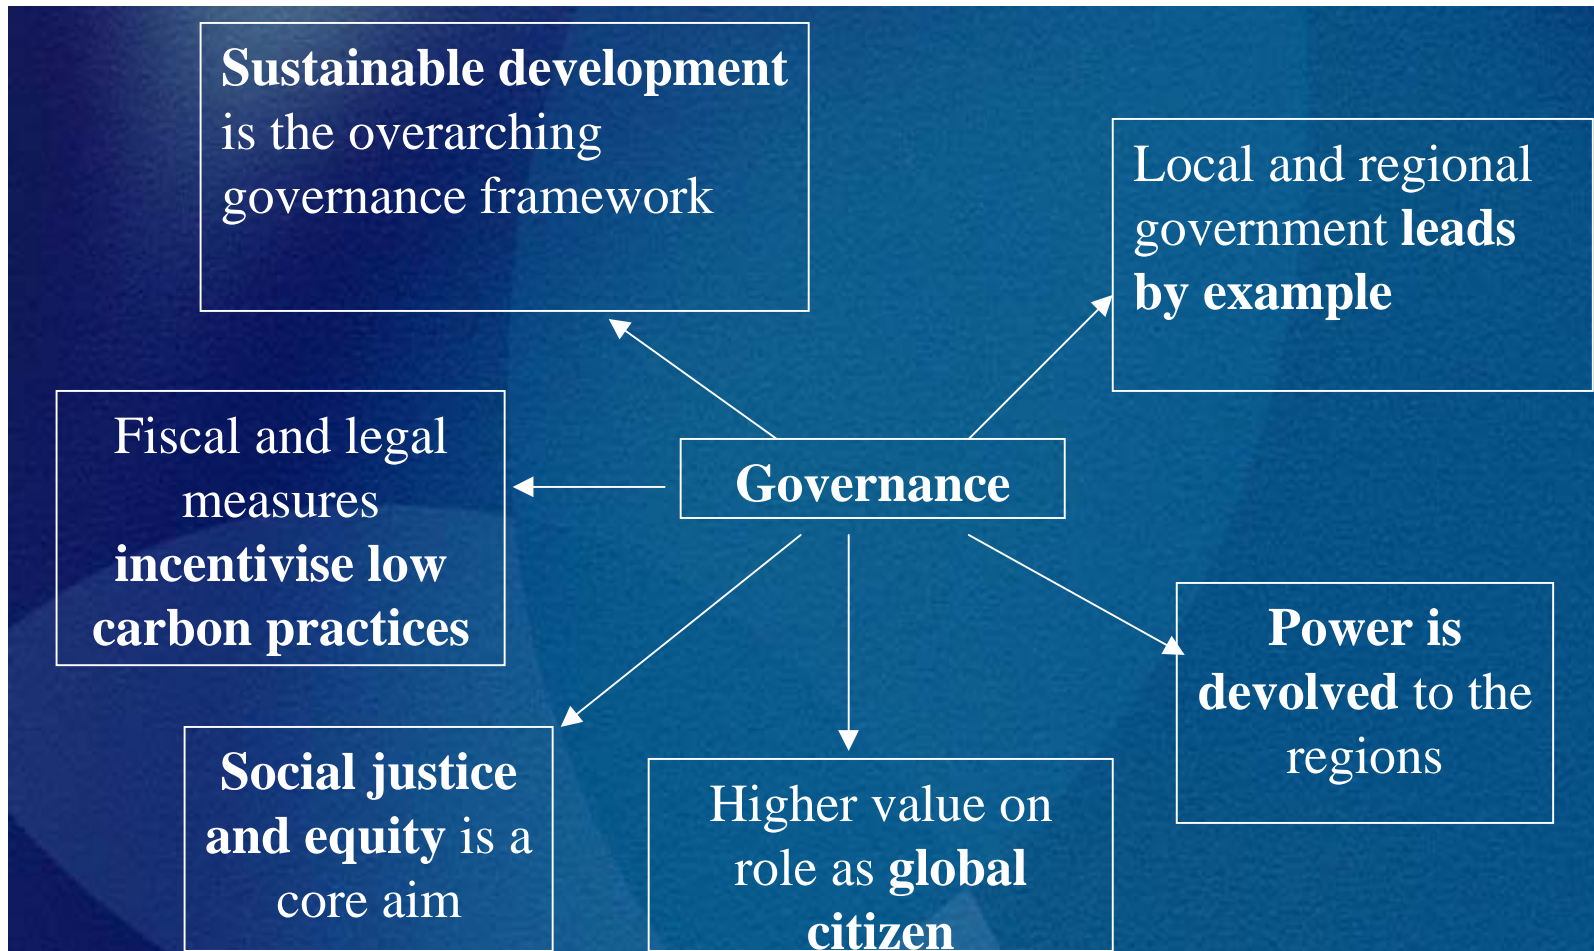 Sustainable development
is the overarching
governance framework
Local and regional
government leads
by example
Fiscal and legal
measures
incentivise low
carbon practices
Governance
Power is
devolved to the
regions
Social justice
and equity is a
core aim
Higher value on
role as global
citizen